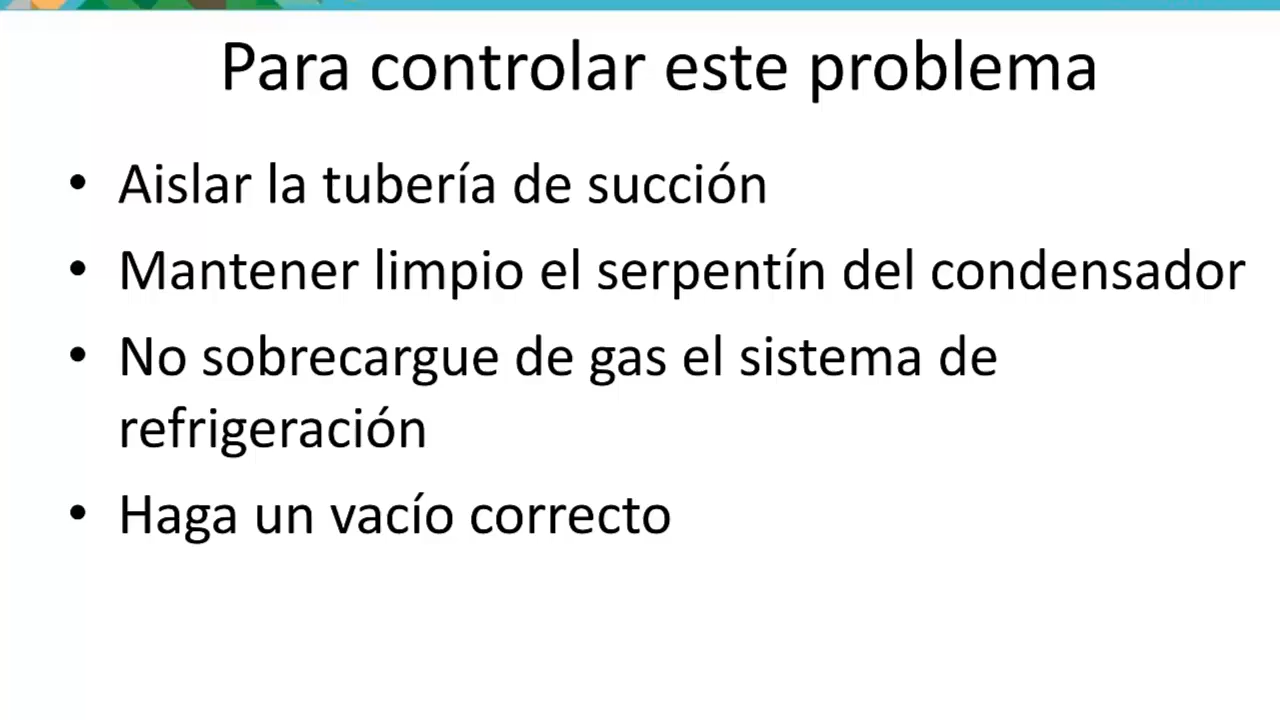 Para controlar este problema
• Aislar la tubería de succión
• Mantener limpio el serpentín del condensador
• No sobrecargue de gas el sistema de
refrigeración
• Haga un vacío correcto